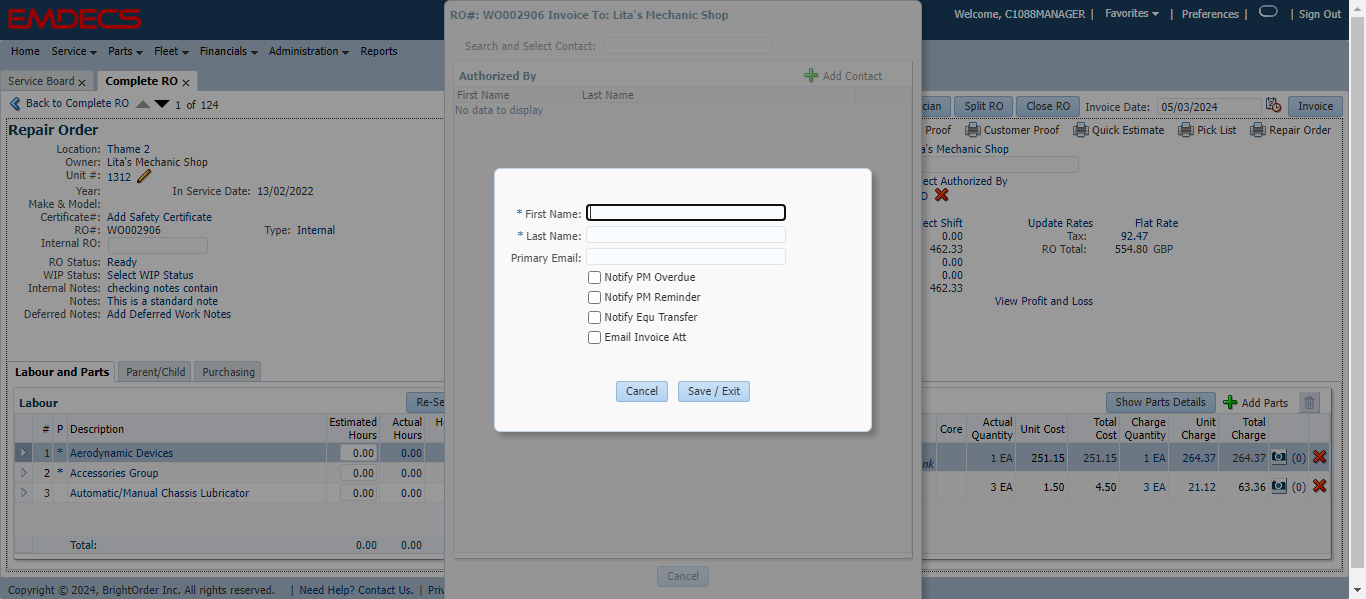 EMDECS
Welcome, C1088MANAGER | Favorites | Preferences | | Sign Out
Home Service Parts Fleet Financials Administration Reports
Service Board x Complete RO x
Back to Complete RO 1 of 124
Split RO Close RO Invoice Date: 05/03/2024 Invoice
Proof Customer Proof Quick Estimate Pick List Repair Order
Repair Order
Location: Thame 2
Owner: Lita's Mechanic Shop
Unit #: 1312
Year: In Service Date: 13/02/2022
Make & Model:
Certificate#: Add Safety Certificate
RO#: WO002906 Type: Internal
Internal RO:
RO Status: Ready
WIP Status: Select WIP Status
Internal Notes: checking notes contain
Notes: This is a standard note
Deferred Notes: Add Deferred Work Notes
RO#: WO002906 Invoice To: Lita's Mechanic Shop
Search and Select Contact:
Authorized By Add Contact
First Name Last Name
No data to display
* First Name:
* Last Name:
Primary Email:
Notify PM Overdue
Notify PM Reminder
Notify Equ Transfer
Email Invoice Att
Cancel Save / Exit
Cancel
's Mechanic Shop
Authorized By
Shift Update Rates Flat Rate
0.00 Tax: 92.47
462.33 RO Total: 554.80 GBP
0.00
0.00
462.33
View Profit and Loss
Labour and Parts Parent/Child Purchasing
Labour Re-Se
# P Description Estimated Hours Actual Hours H
1 * Aerodynamic Devices 0.00 0.00
2 * Accessories Group 0.00 0.00
3 Automatic/Manual Chassis Lubricator 0.00 0.00
Total: 0.00 0.00
Show Parts Details Add Parts
Core Actual Quantity Unit Cost Total Cost Charge Quantity Unit Charge Total Charge
nk 1 EA 251.15 251.15 1 EA 264.37 264.37 (0)
3 EA 1.50 4.50 3 EA 21.12 63.36 (0)
Copyright © 2024, BrightOrder Inc. All rights reserved. | Need Help? Contact Us. | Priv